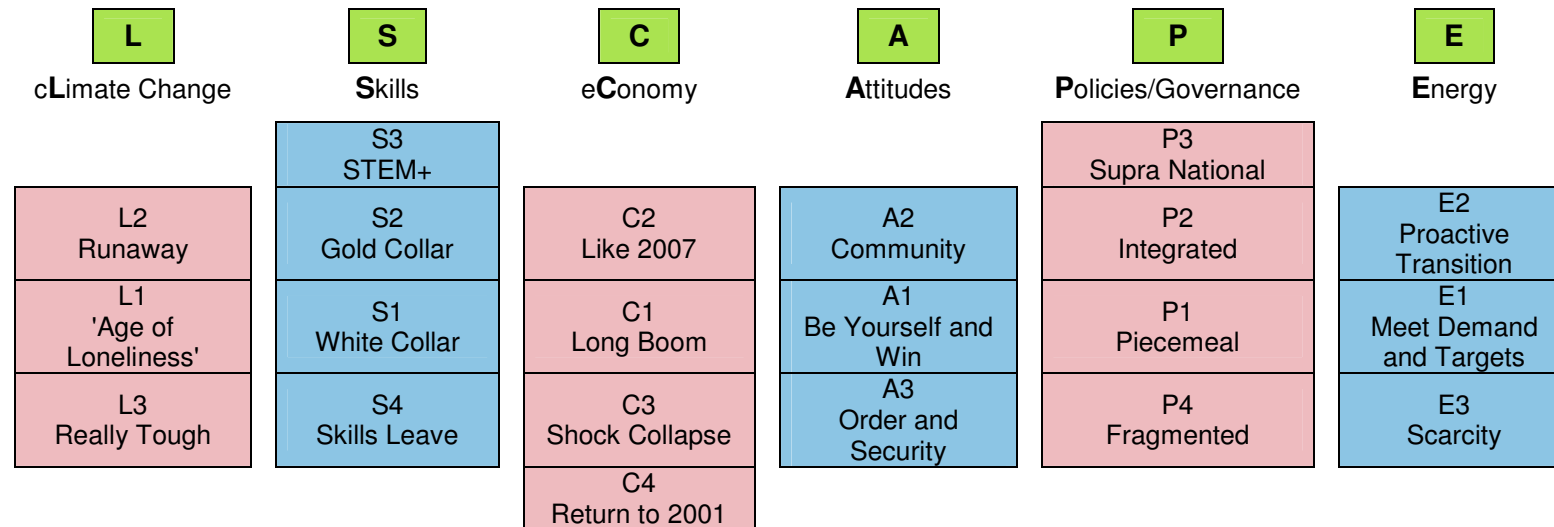 L
S
C
A
P
E
cLimate Change
Skills
eConomy
Attitudes
Policies/Governance
Energy
S3
STEM+
P3
Supra National
L2
Runaway
S2
Gold Collar
C2
Like 2007
A2
Community
P2
Integrated
E2
Proactive
Transition
L1
'Age of
Loneliness'
S1
White Collar
C1
Long Boom
A1
Be Yourself and
Win
P1
Piecemeal
E1
Meet Demand
and Targets
L3
Really Tough
S4
Skills Leave
C3
Shock Collapse
A3
Order and
Security
P4
Fragmented
E3
Scarcity
C4
Return to 2001